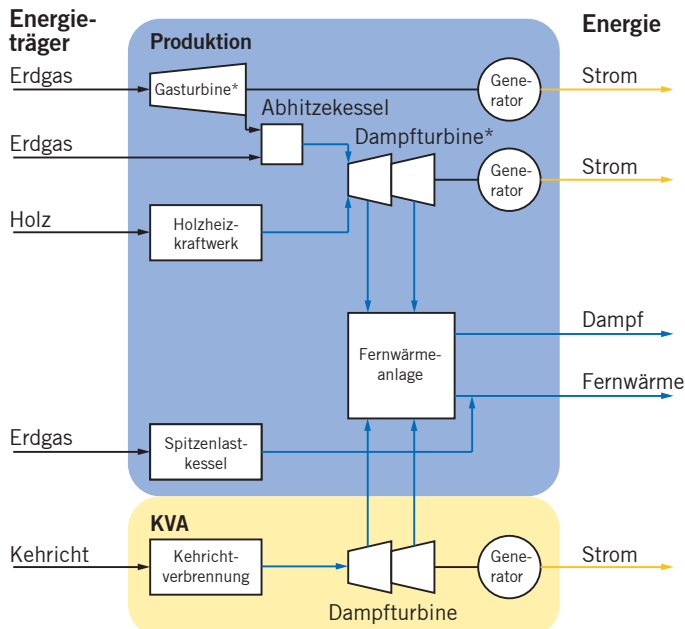 Energie-
träger
Produktion
Energie
Erdgas
Gasturbine*
Gene-
rator
Strom
Abhitzekessel
Erdgas
Dampfturbine*
Gene-
rator
Strom
Holz
Holzheiz-
kraftwerk
Dampf
Fernwärme-
anlage
Fernwärme
Erdgas
Spitzenlast-
kessel
KVA
Kehricht
Kehricht-
verbrennung
Gene-
rator
Strom
Dampfturbine